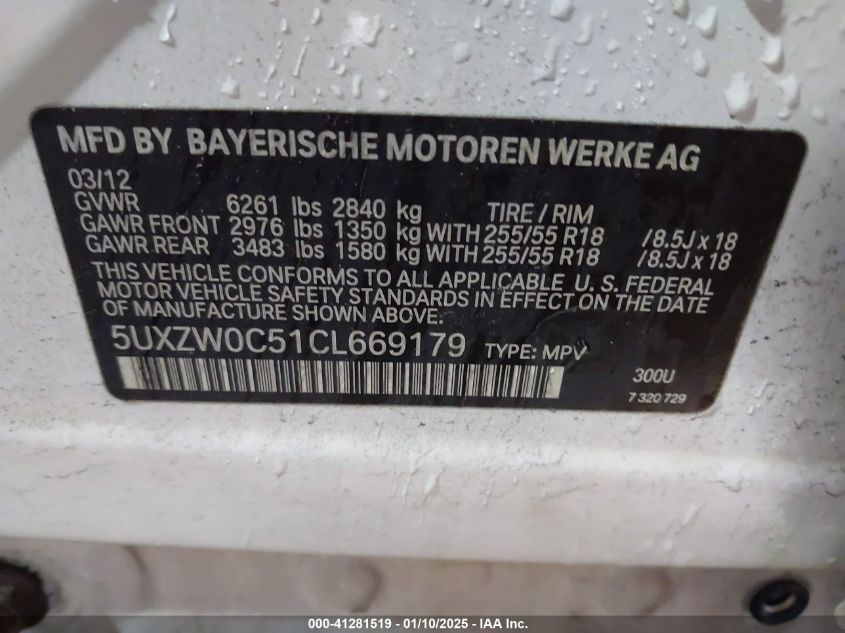 MFD BY BAYERISCHE MOTOREN WERKE AG
03/12
GVWR 6261 lbs 2840 kg TIRE / RIM
GAWR FRONT 2976 lbs 1350 kg WITH 255/55 R18 /8.5J x 18
GAWR REAR 3483 lbs 1580 kg WITH 255/55 R18 /8.5J x 18
THIS VEHICLE CONFORMS TO ALL APPLICABLE U. S. FEDERAL
MOTOR VEHICLE SAFETY STANDARDS IN EFFECT ON THE DATE
OF MANUFACTURE SHOWN ABOVE.
5UXZW0C51CL669179 TYPE: MPV
300U
7 320 729
000-41281519 - 01/10/2025 - IAA Inc.